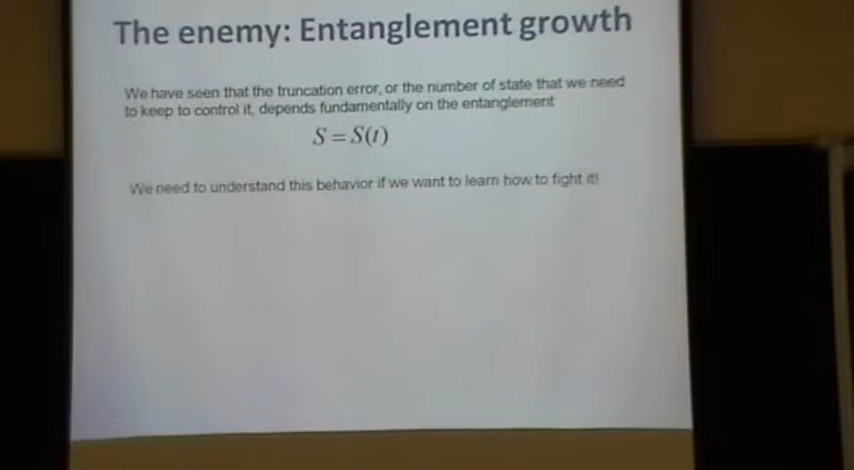 The enemy: Entanglement growth
We have seen that the truncation error, or the number of state that we need
to keep to control it, depends fundamentally on the entanglement
S = S(t)
We need to understand this behavior if we want to learn how to fight it!